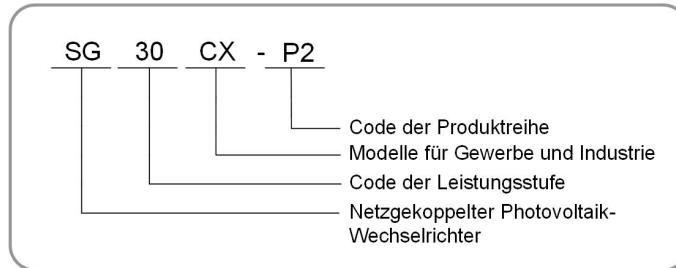 SG 30 CX - P2
Code der Produktreihe
Modelle für Gewerbe und Industrie
Code der Leistungsstufe
Netzgekoppelter Photovoltaik-
Wechselrichter